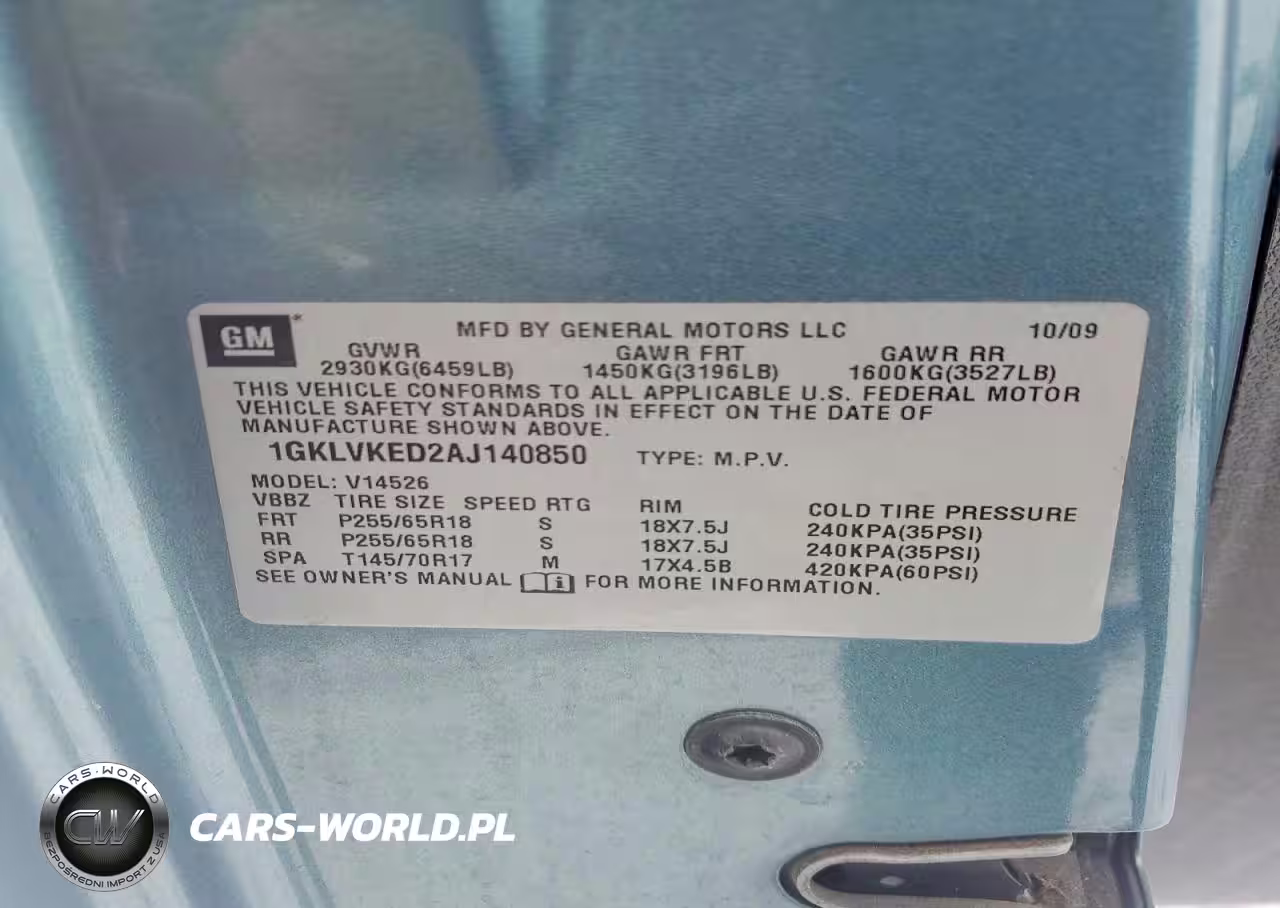 GM
MFD BY GENERAL MOTORS LLC 10/09
GVWR GAWR FRT GAWR RR
2930KG(6459LB) 1450KG(3196LB) 1600KG(3527LB)
THIS VEHICLE CONFORMS TO ALL APPLICABLE U.S. FEDERAL MOTOR
VEHICLE SAFETY STANDARDS IN EFFECT ON THE DATE OF
MANUFACTURE SHOWN ABOVE.
1GKLVKED2AJ140850 TYPE: M.P.V.
MODEL: V14526
VBBZ TIRE SIZE SPEED RTG RIM COLD TIRE PRESSURE
FRT P255/65R18 S 18X7.5J 240KPA(35PSI)
RR P255/65R18 S 18X7.5J 240KPA(35PSI)
SPA T145/70R17 M 17X4.5B 420KPA(60PSI)
SEE OWNER'S MANUAL i FOR MORE INFORMATION.
CARS-WORLD
CW
BEZPOŚREDNI IMPORT Z USA
CARS-WORLD.PL